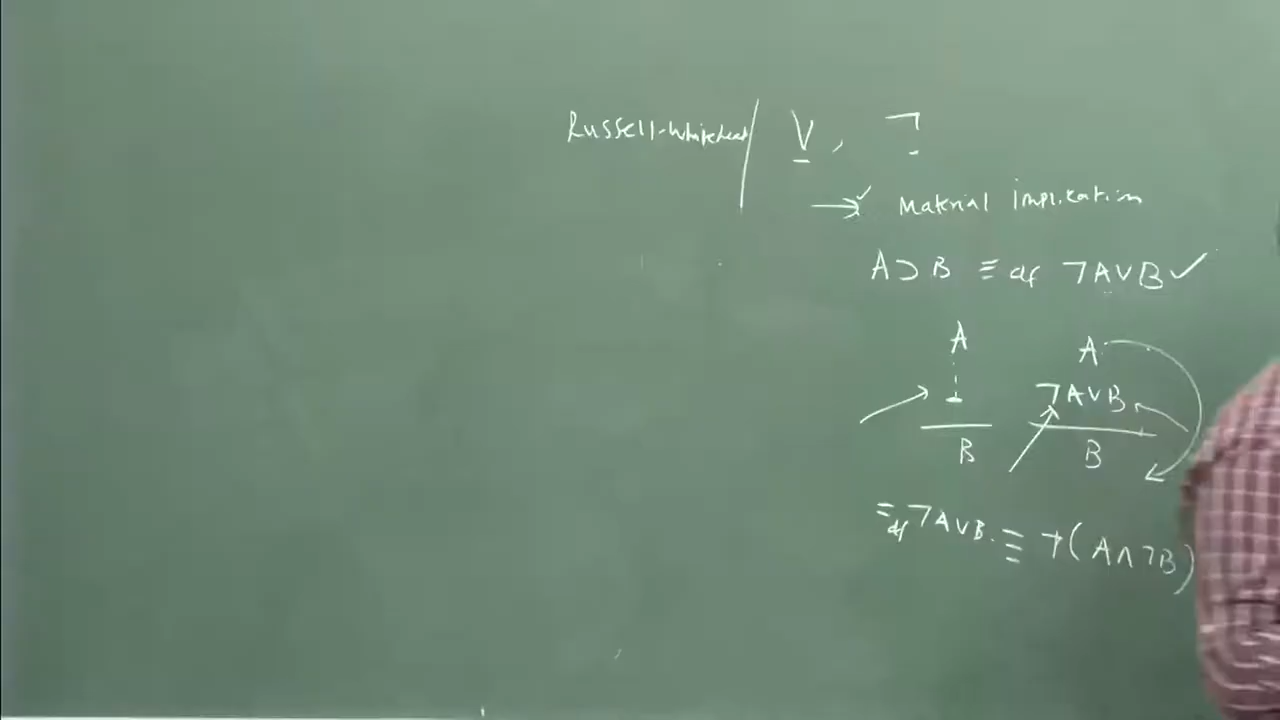 Russell-Whitehead ∨, ¬
→ ✓ Material Implication
A ⊃ B ≡ df ¬A∨B ✓
A A
⊥ ¬A∨B
B B
≡df ¬A∨B. ≡ ¬(A∧¬B)